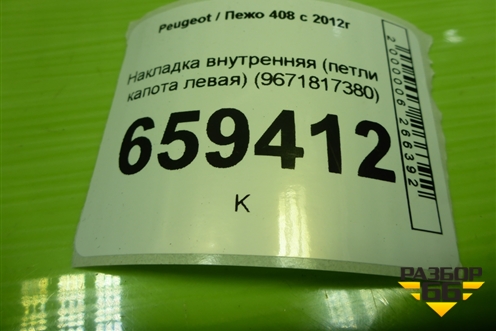 Peugeot / Пежо 408 с 2012г
Накладка внутренняя (петли
капота левая) (9671817380)
659412
К
2000006266392
РАЗБОР
66